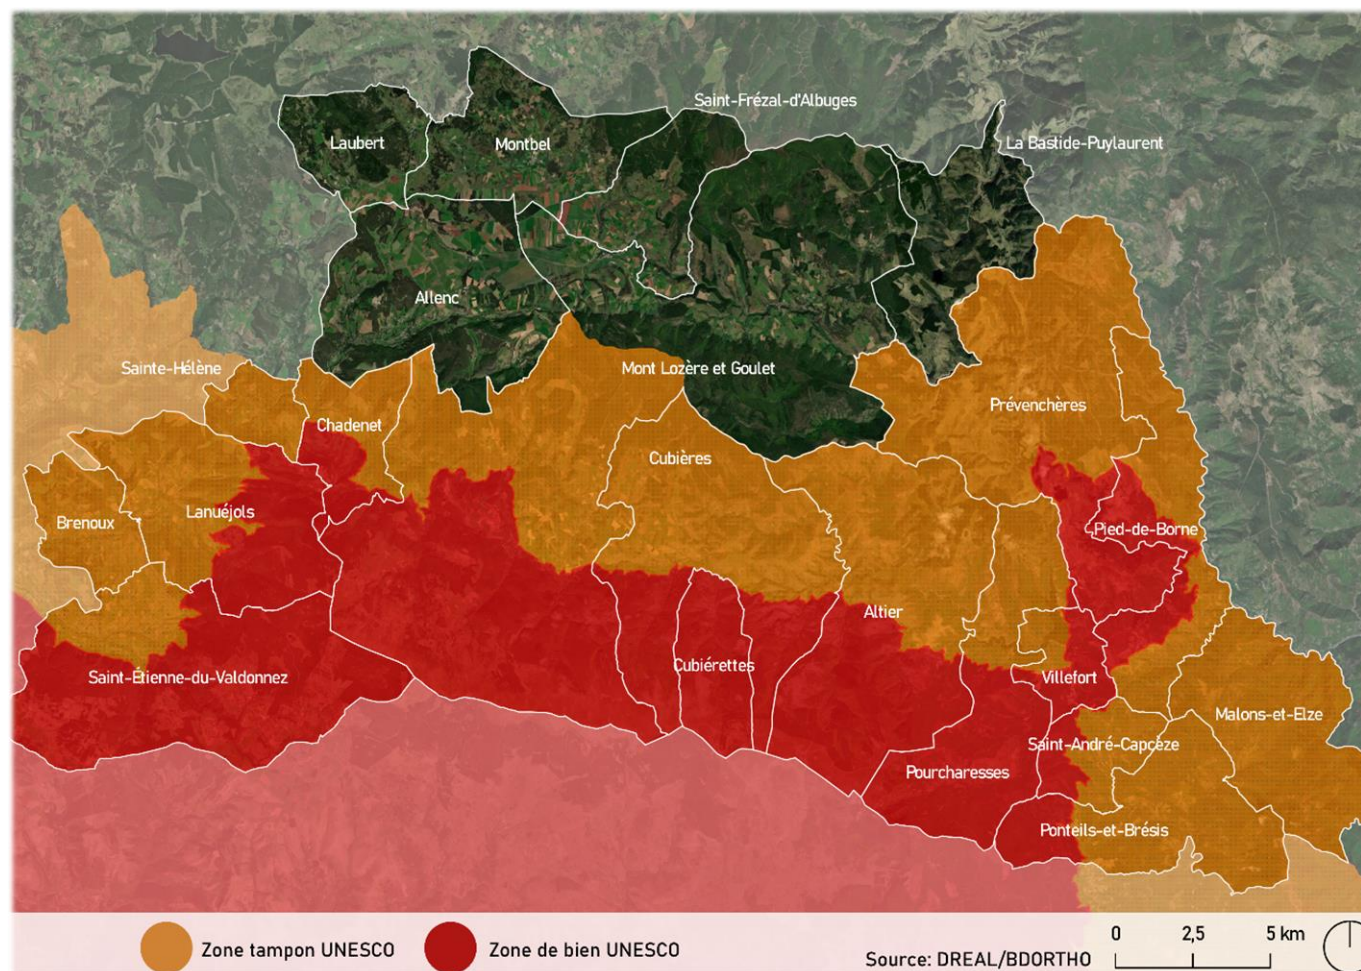 Saint-Frézal-d'Albuges
Laubert
Montbel
La Bastide-Puylaurent
Allenc
Sainte-Hélène
Mont Lozère et Goulet
Prévenchères
Chadenet
Cubières
Lanuéjols
Brenoux
Pied-de-Borne
Altier
Cubiérettes
Saint-Étienne-du-Valdonnez
Villefort
Malons-et-Elze
Saint-André-Capcèze
Pourcharesses
Ponteils-et-Brésis
Zone tampon UNESCO
Zone de bien UNESCO
Source: DREAL/BDORTHO
0 2,5 5 km